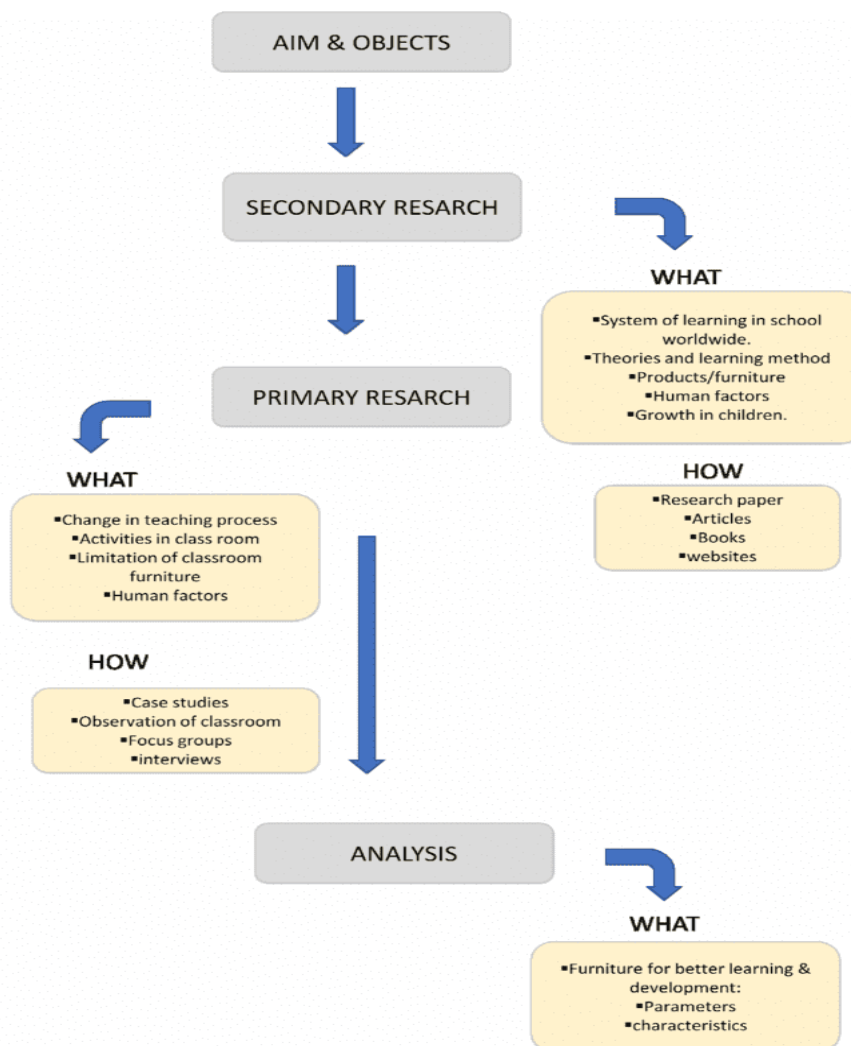 AIM & OBJECTS
SECONDARY RESARCH
WHAT
▪System of learning in school
worldwide.
▪Theories and learning method
▪Products/furniture
▪Human factors
▪Growth in children.
HOW
▪Research paper
▪Articles
▪Books
▪websites
PRIMARY RESARCH
WHAT
▪Change in teaching process
▪Activities in class room
▪Limitation of classroom
furniture
▪Human factors
HOW
▪Case studies
▪Observation of classroom
▪Focus groups
▪interviews
ANALYSIS
WHAT
▪Furniture for better learning &
development:
▪Parameters
▪characteristics